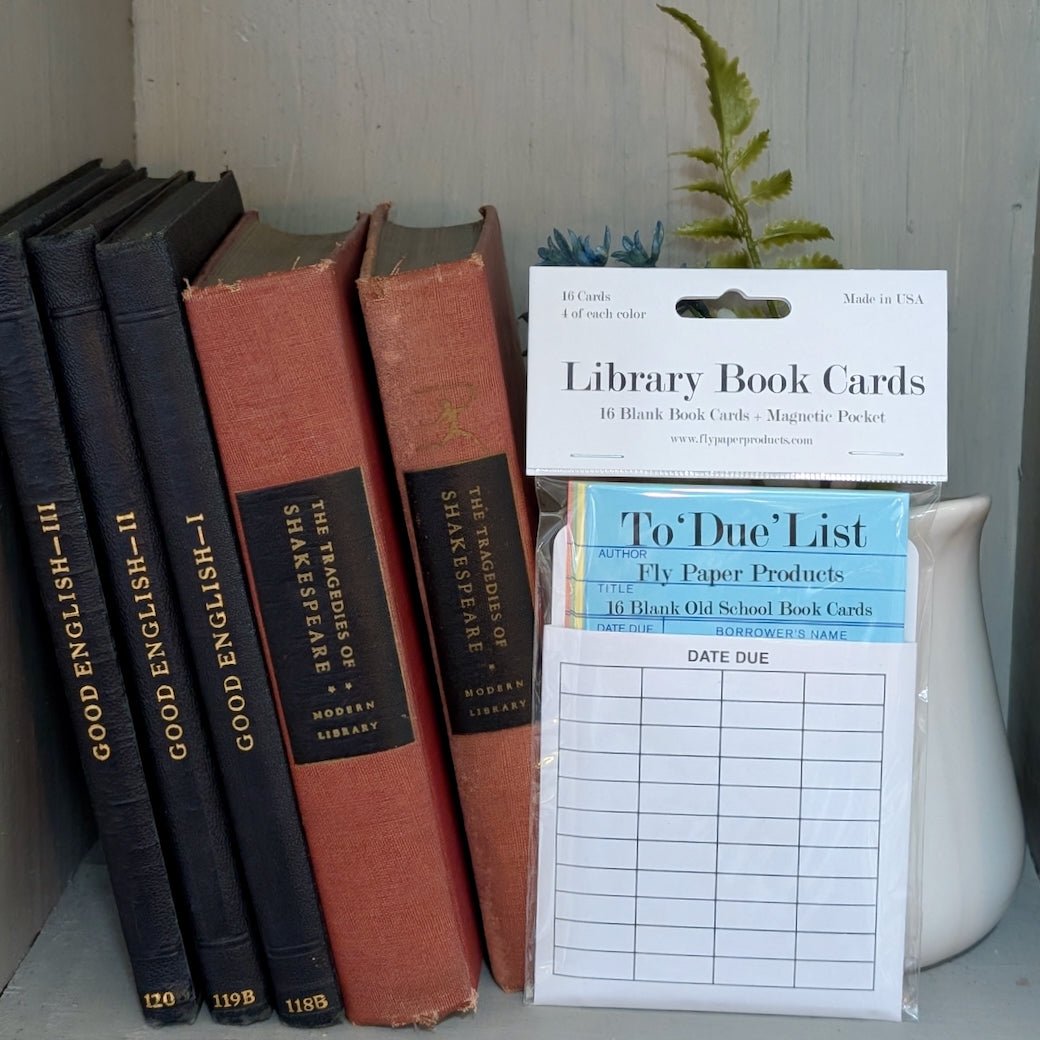 GOOD ENGLISH—III
120
GOOD ENGLISH—II
119B
GOOD ENGLISH—I
118B
THE TRAGEDIES OF
SHAKESPEARE
**
MODERN
LIBRARY
THE TRAGEDIES OF
SHAKESPEARE
*
MODERN
LIBRARY
16 Cards
4 of each color
Made in USA
Library Book Cards
16 Blank Book Cards + Magnetic Pocket
www.flypaperproducts.com
To 'Due' List
AUTHOR
Fly Paper Products
TITLE
16 Blank Old School Book Cards
DATE DUE
BORROWER'S NAME
DATE DUE